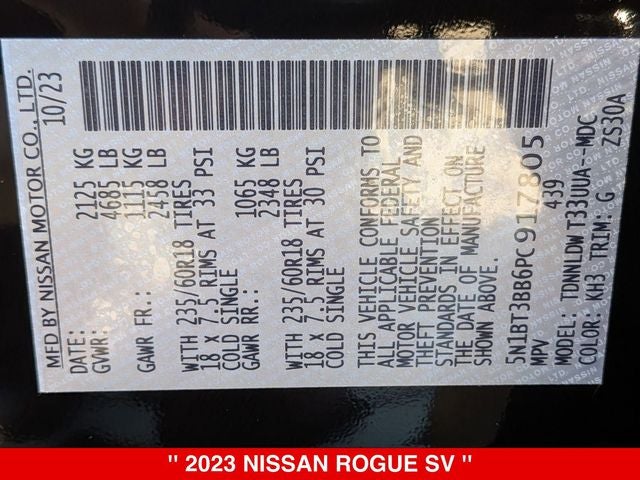 MFD BY NISSAN MOTOR CO., LTD.
DATE: 10/23
GVWR: 2125 KG
4685 LB
GAWR FR.: 1115 KG
2458 LB
WITH 235/60R18 TIRES
18 X 7.5 RIMS AT 33 PSI
COLD SINGLE
GAWR RR.: 1065 KG
2348 LB
WITH 235/60R18 TIRES
18 X 7.5 RIMS AT 30 PSI
COLD SINGLE
THIS VEHICLE CONFORMS TO
ALL APPLICABLE FEDERAL
MOTOR VEHICLE SAFETY AND
THEFT PREVENTION
STANDARDS IN EFFECT ON
THE DATE OF MANUFACTURE
SHOWN ABOVE.
5N1BT3BB6PC917805
MPV 439
MODEL: TDNNLDWT33UUA--MDC
COLOR: KH3 TRIM: G ZS30A
" 2023 NISSAN ROGUE SV "